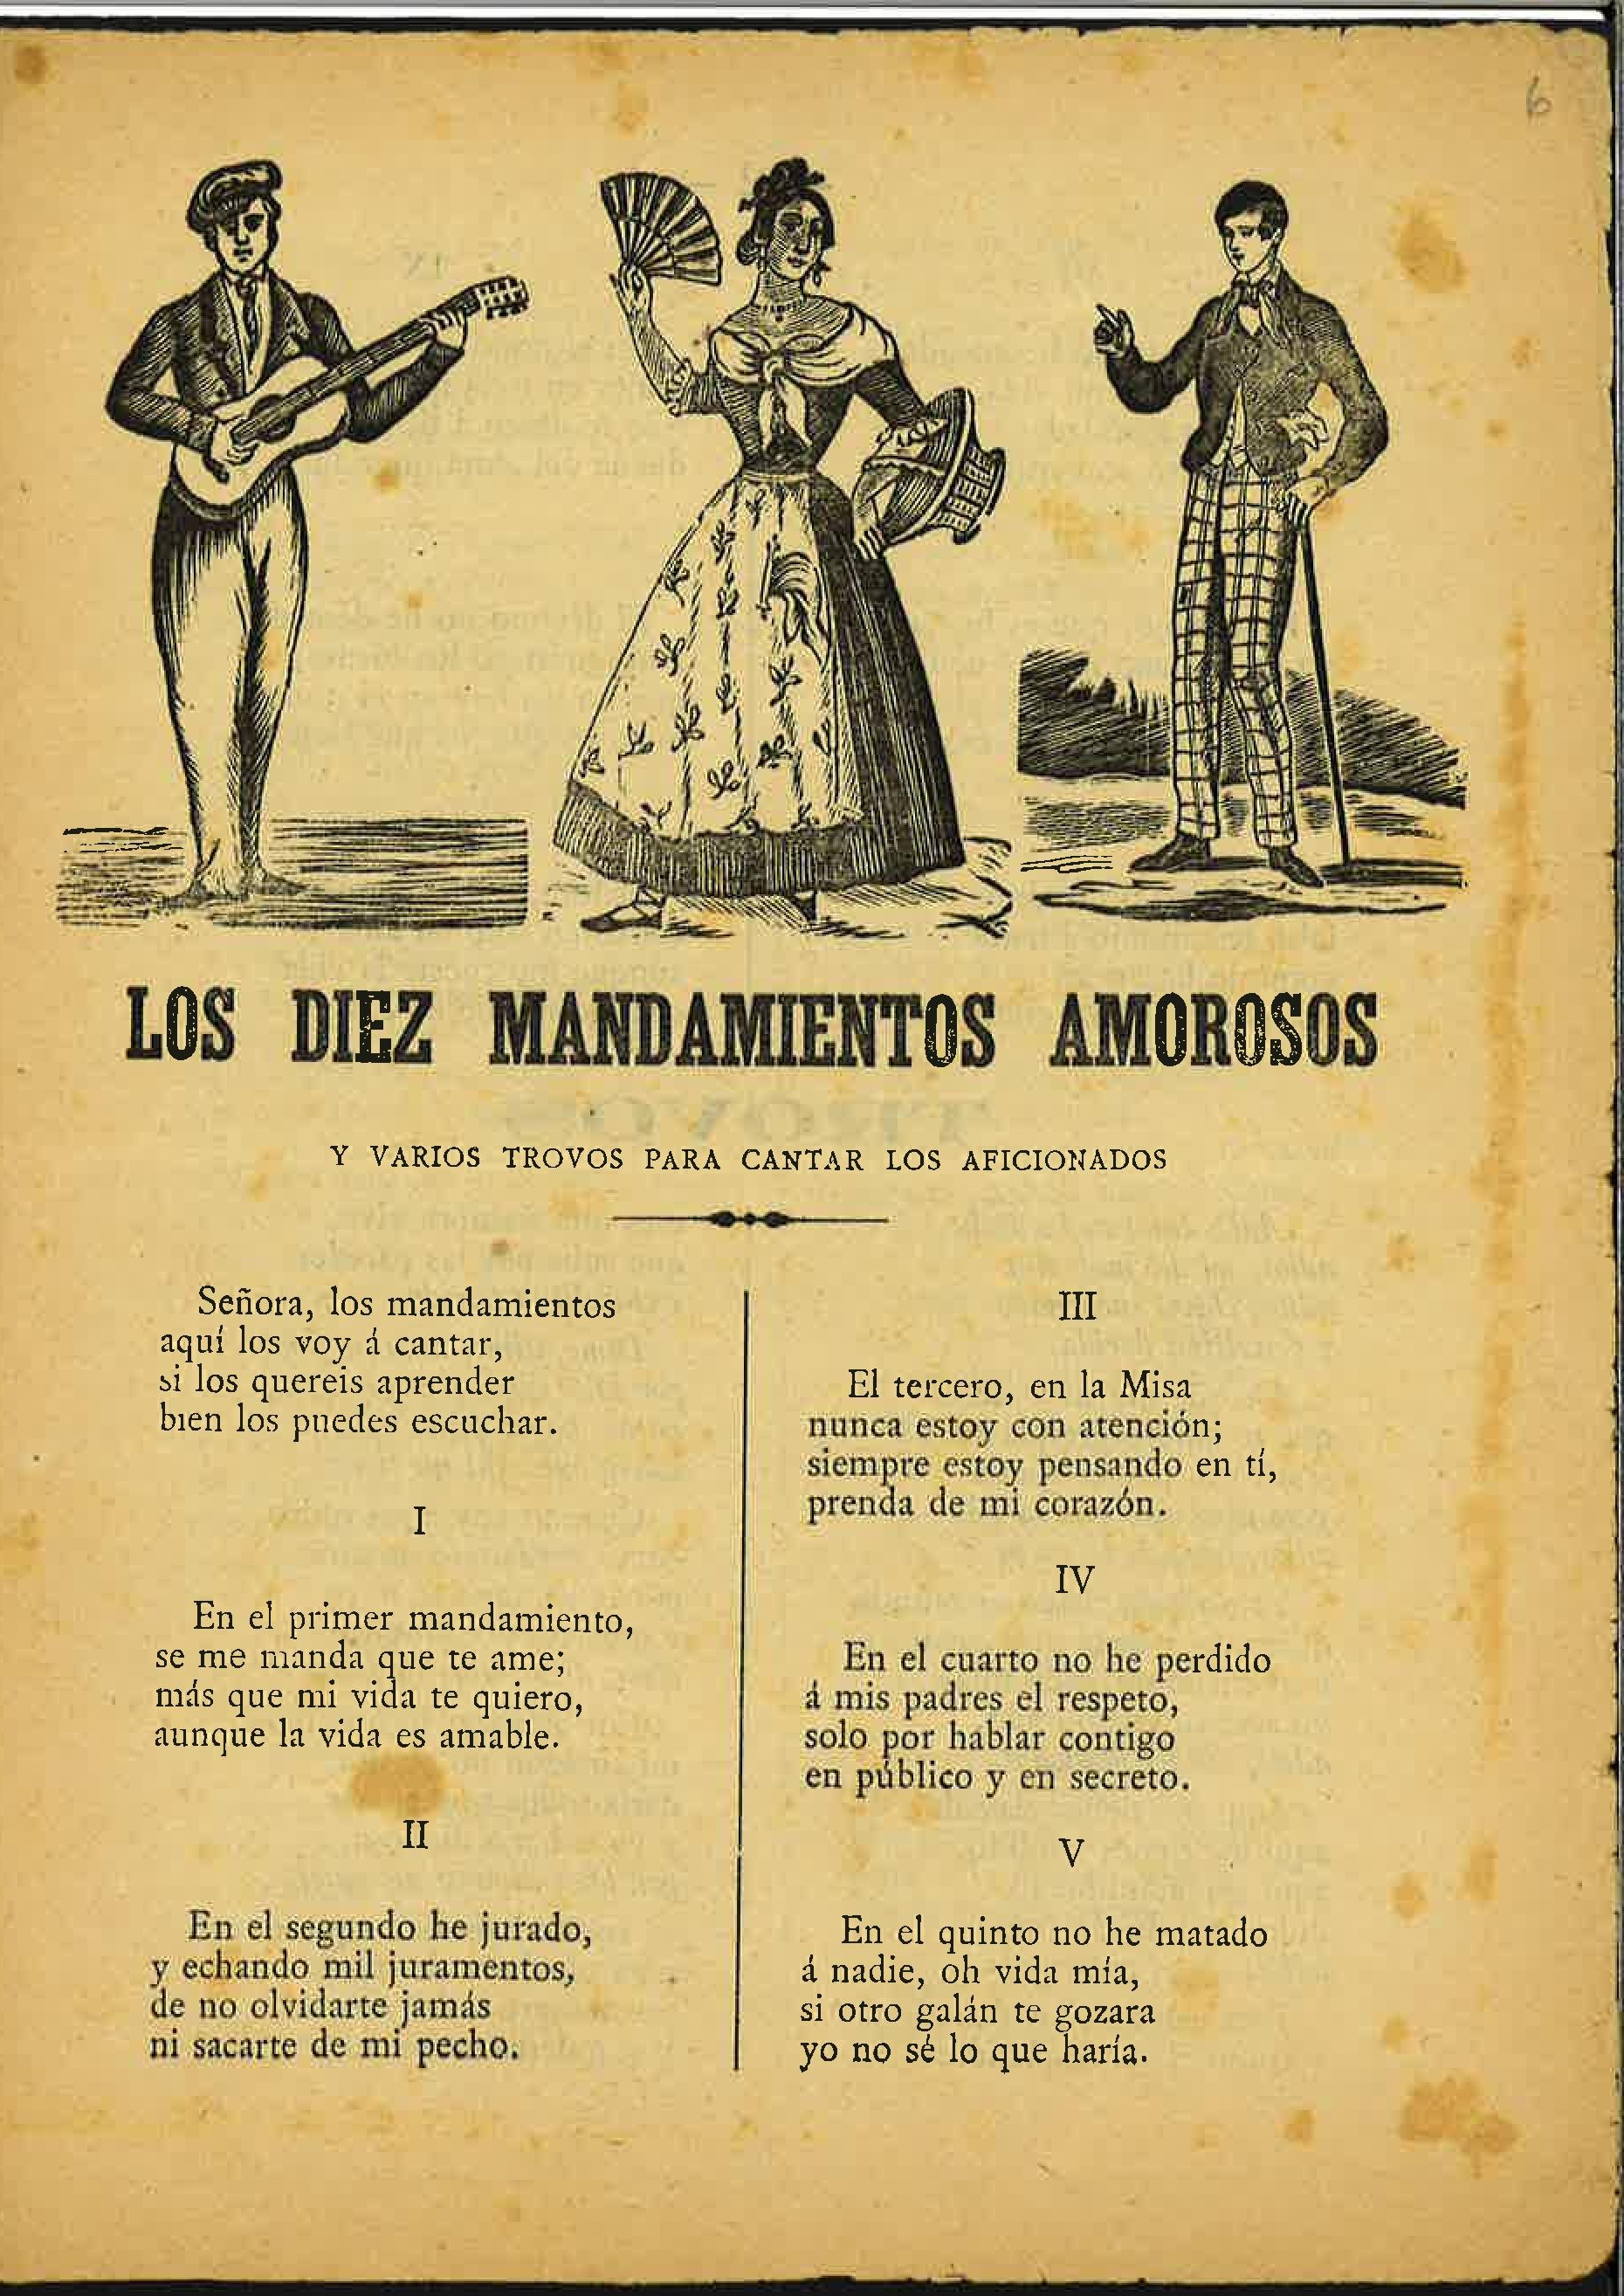 6
LOS DIEZ MANDAMIENTOS AMOROSOS
Y VARIOS TROVOS PARA CANTAR LOS AFICIONADOS
Señora, los mandamientos
aquí los voy á cantar,
si los quereis aprender
bien los puedes escuchar.
I
En el primer mandamiento,
se me manda que te ame;
más que mi vida te quiero,
aunque la vida es amable.
II
En el segundo he jurado,
y echando mil juramentos,
de no olvidarte jamás
ni sacarte de mi pecho.
III
El tercero, en la Misa
nunca estoy con atención;
siempre estoy pensando en tí,
prenda de mi corazón.
IV
En el cuarto no he perdido
á mis padres el respeto,
solo por hablar contigo
en público y en secreto.
V
En el quinto no he matado
á nadie, oh vida mía,
si otro galán te gozara
yo no sé lo que haría.